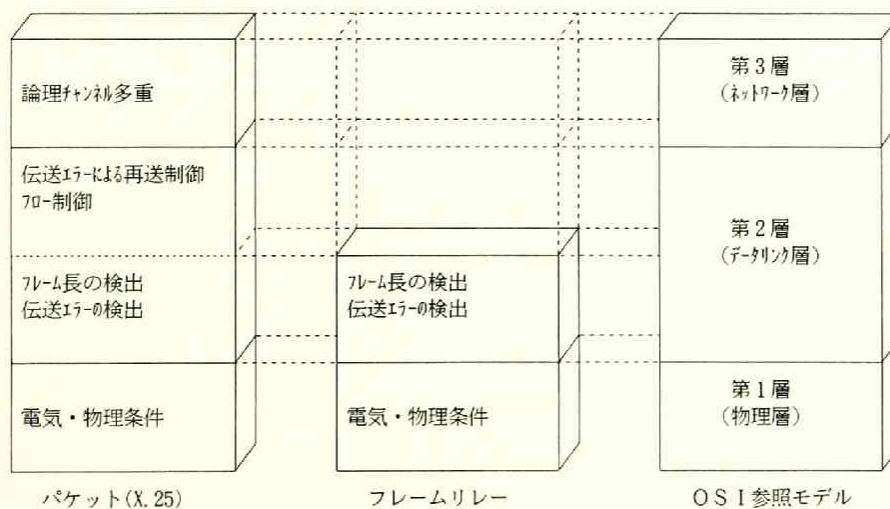 論理ﾁｬﾝﾈﾙ多重
伝送ｴﾗｰによる再送制御
ﾌﾛｰ制御
ﾌﾚｰﾑ長の検出
伝送ｴﾗｰの検出
電気・物理条件
パケット(X.25)
ﾌﾚｰﾑ長の検出
伝送ｴﾗｰの検出
電気・物理条件
フレームリレー
第３層
(ﾈｯﾄﾜｰｸ層)
第２層
(ﾃﾞｰﾀﾘﾝｸ層)
第１層
(物理層)
ＯＳＩ参照モデル